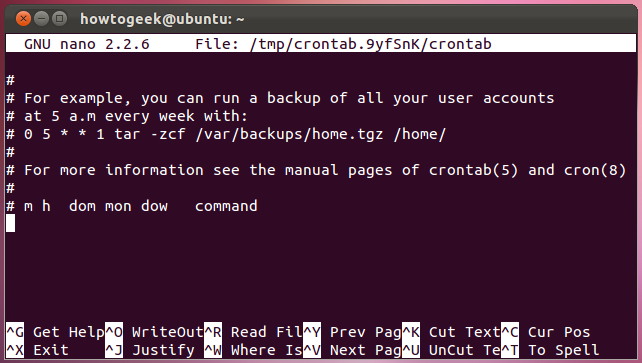 howtogeek@ubuntu: ~
GNU nano 2.2.6 File: /tmp/crontab.9yfSnK/crontab
#
# For example, you can run a backup of all your user accounts
# at 5 a.m every week with:
# 0 5 * * 1 tar -zcf /var/backups/home.tgz /home/
#
# For more information see the manual pages of crontab(5) and cron(8)
#
# m h  dom mon dow   command
^G Get Help^O WriteOut^R Read Fil^Y Prev Pag^K Cut Text^C Cur Pos
^X Exit    ^J Justify ^W Where Is^V Next Pag^U UnCut Te^T To Spell